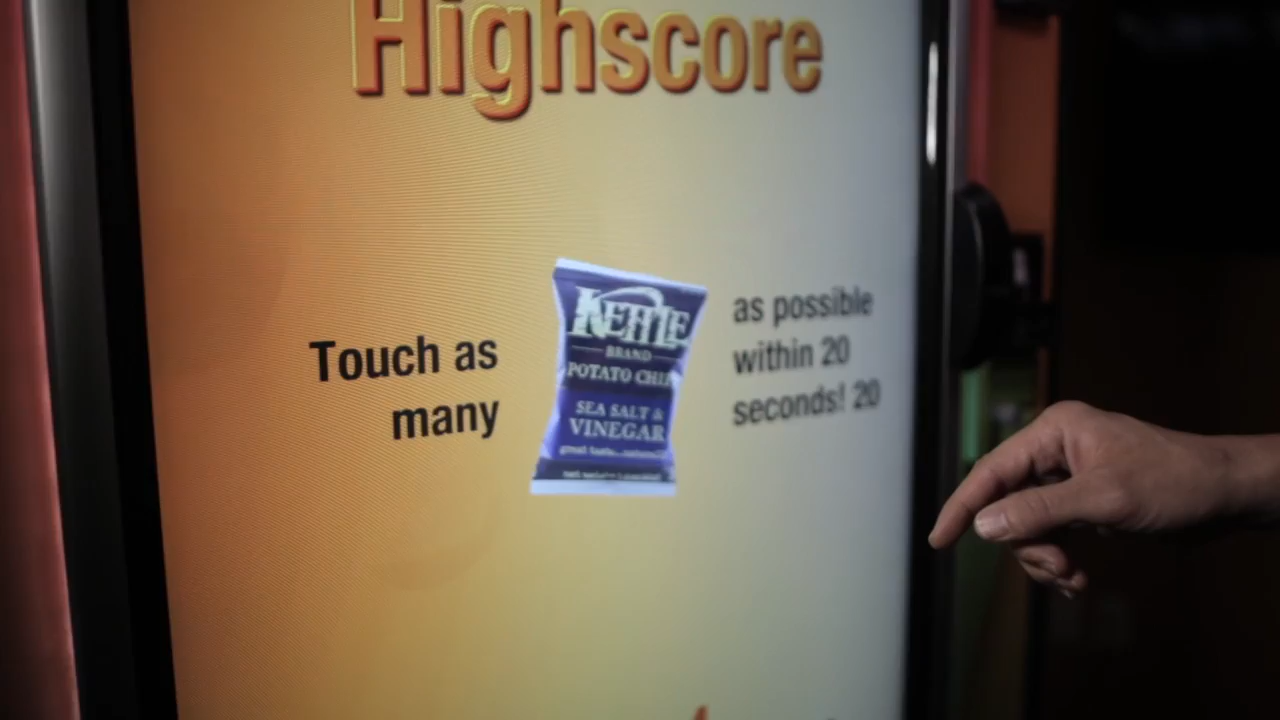 Highscore
Touch as
many
KETTLE
BRAND
POTATO CHI
SEA SALT &
VINEGAR
as possible
within 20
seconds! 20